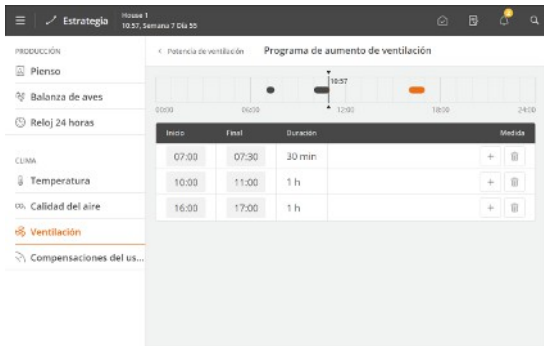 Estrategia
House 1
10:57, Semana 7 Día 55
2
PRODUCCIÓN
Pienso
Balanza de aves
Reloj 24 horas
CLIMA
Temperatura
CO₂ Calidad del aire
Ventilación
Compensaciones del us...
< Potencia de ventilación
Programa de aumento de ventilación
10:57
00:00 06:00 12:00 18:00 24:00
Inicio Final Duración Medida
07:00 07:30 30 min +
10:00 11:00 1 h +
16:00 17:00 1 h +